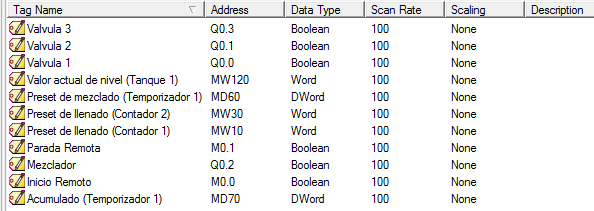 Tag Name Address Data Type Scan Rate Scaling Description
Valvula 3 Q0.3 Boolean 100 None
Valvula 2 Q0.1 Boolean 100 None
Valvula 1 Q0.0 Boolean 100 None
Valor actual de nivel (Tanque 1) MW120 Word 100 None
Preset de mezclado (Temporizador 1) MD60 DWord 100 None
Preset de llenado (Contador 2) MW30 Word 100 None
Preset de llenado (Contador 1) MW10 Word 100 None
Parada Remota M0.1 Boolean 100 None
Mezclador Q0.2 Boolean 100 None
Inicio Remoto M0.0 Boolean 100 None
Acumulado (Temporizador 1) MD70 DWord 100 None